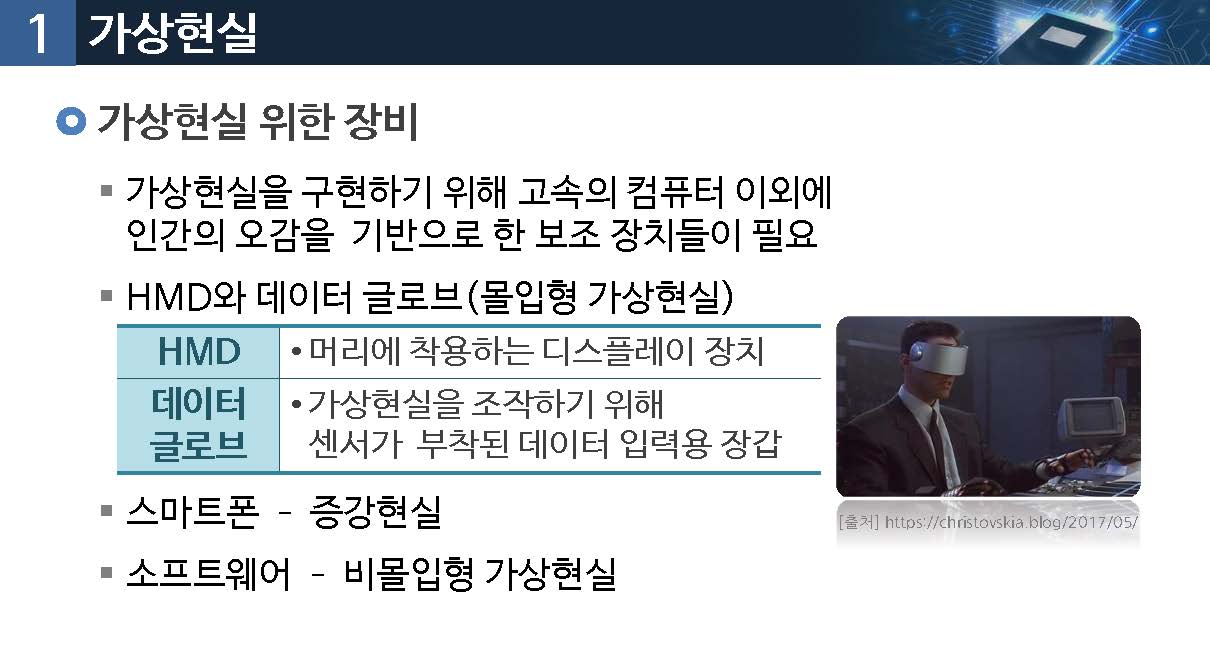 1 가상현실
가상현실 위한 장비
가상현실을 구현하기 위해 고속의 컴퓨터 이외에
인간의 오감을 기반으로 한 보조 장치들이 필요
HMD와 데이터 글로브(몰입형 가상현실)
HMD
•머리에 착용하는 디스플레이 장치
데이터
글로브
•가상현실을 조작하기 위해
센서가 부착된 데이터 입력용 장갑
[출처] https://christovskia.blog/2017/05/
스마트폰 - 증강현실
소프트웨어 - 비몰입형 가상현실